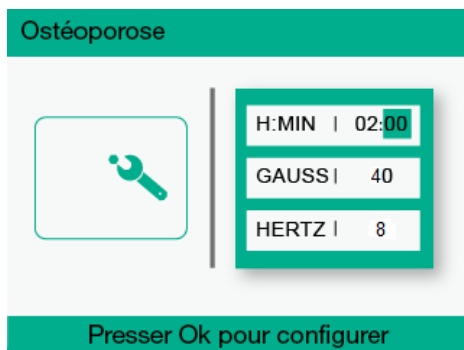 Ostéoporose
H:MIN | 02:00
GAUSS | 40
HERTZ | 8
Presser Ok pour configurer